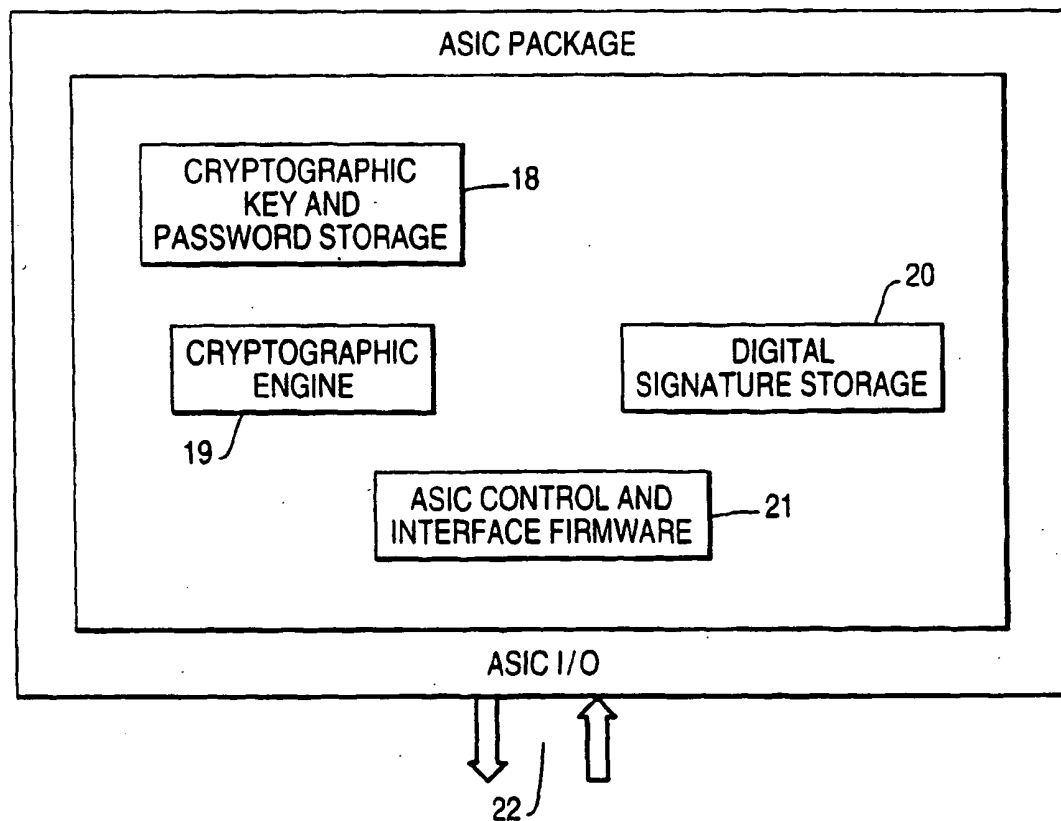 ASIC PACKAGE
CRYPTOGRAPHIC
KEY AND
PASSWORD STORAGE
18
20
CRYPTOGRAPHIC
ENGINE
DIGITAL
SIGNATURE STORAGE
19
ASIC CONTROL AND
INTERFACE FIRMWARE
21
ASIC I/O
22